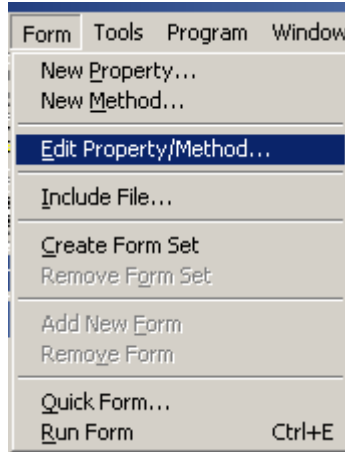 Form Tools Program Window
New Property...
New Method...
Edit Property/Method...
Include File...
Create Form Set
Remove Form Set
Add New Form
Remove Form
Quick Form...
Run Form Ctrl+E